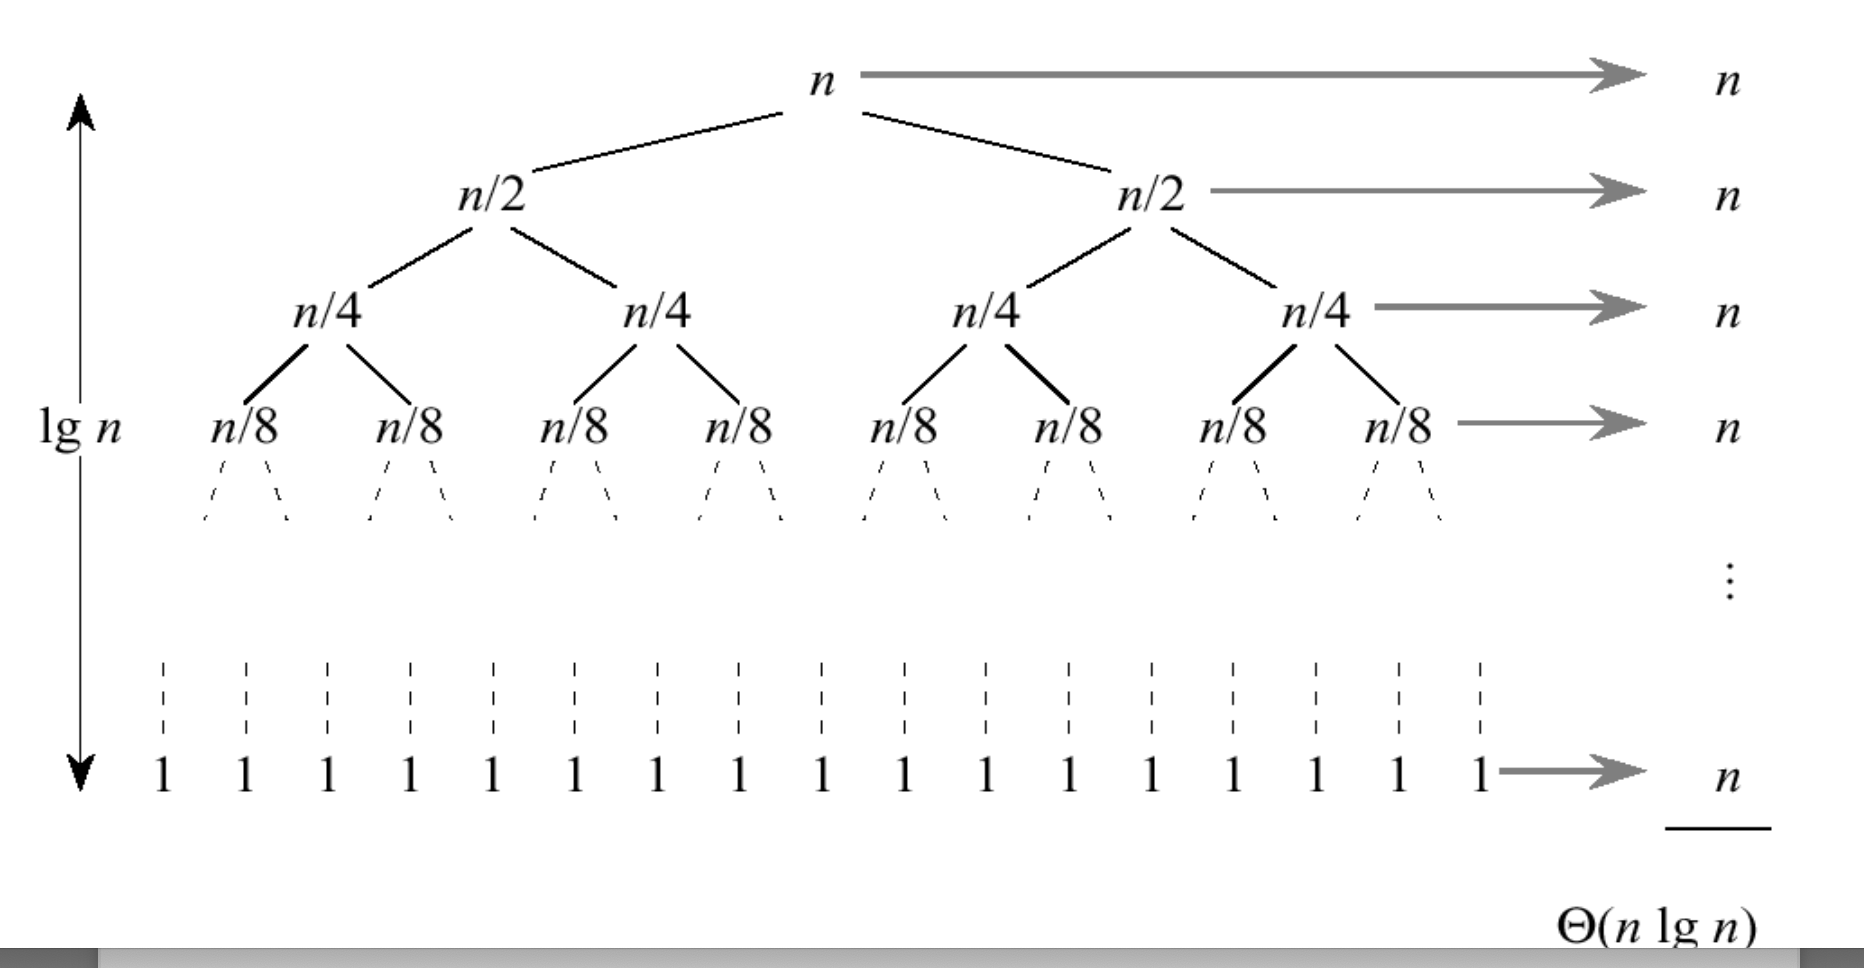 n n
n/2 n/2 n
n/4 n/4 n/4 n/4 n
lg n n/8 n/8 n/8 n/8 n/8 n/8 n/8 n/8 n
⋮
1 1 1 1 1 1 1 1 1 1 1 1 1 1 1 1 1 n
Θ(n lg n)